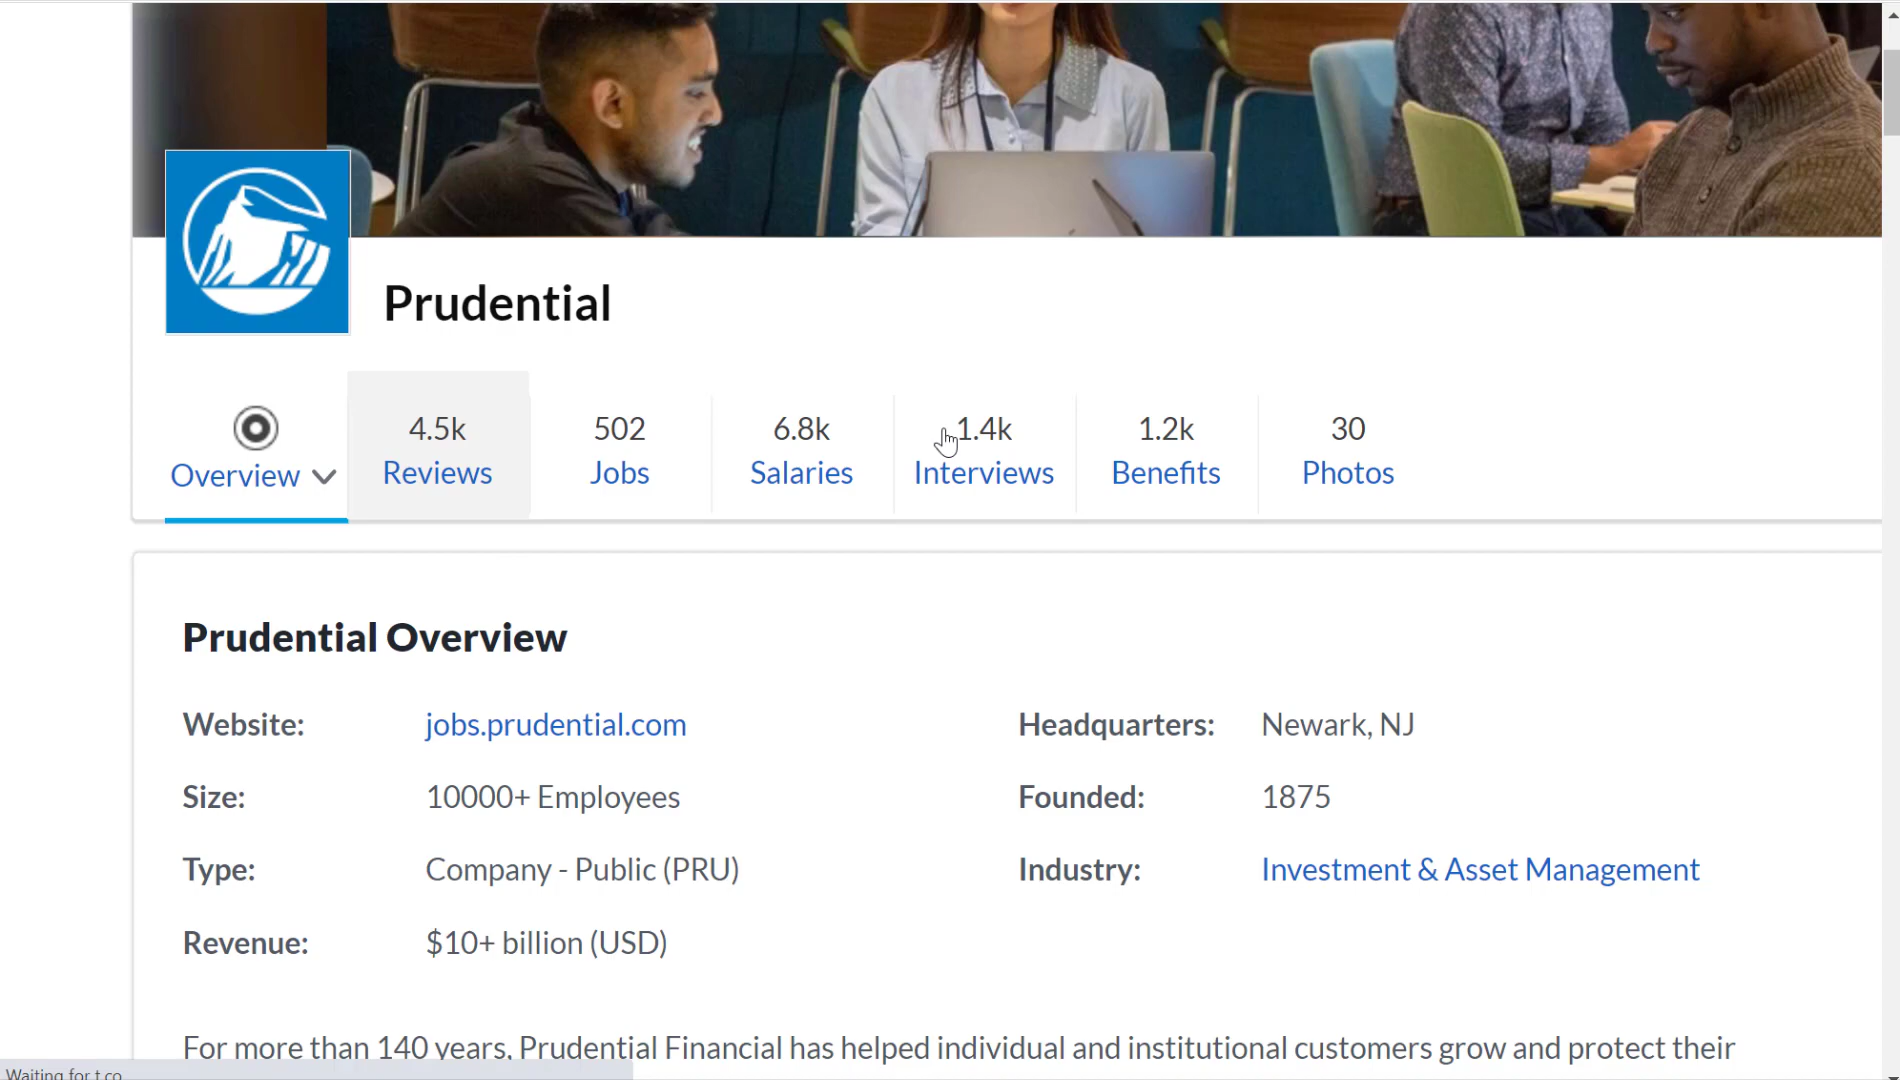 Prudential
Overview
4.5k
Reviews
502
Jobs
6.8k
Salaries
1.4k
Interviews
1.2k
Benefits
30
Photos
Prudential Overview
Website: jobs.prudential.com
Headquarters: Newark, NJ
Size: 10000+ Employees
Founded: 1875
Type: Company - Public (PRU)
Industry: Investment & Asset Management
Revenue: $10+ billion (USD)
For more than 140 years, Prudential Financial has helped individual and institutional customers grow and protect their
Waiting for t.co